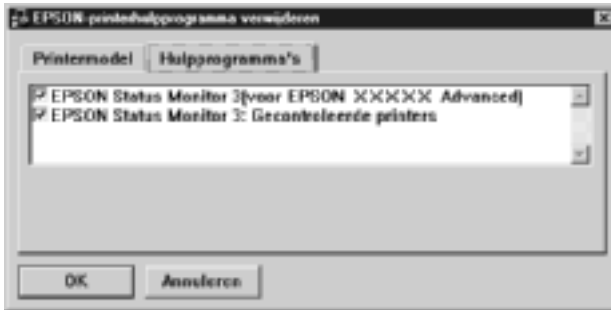 EPSON-printerhulpprogramma verwijderen
Printermodel Hulpprogramma's
EPSON Status Monitor 3(voor EPSON XXXXX Advanced)
EPSON Status Monitor 3: Gecontroleerde printers
OK Annuleren